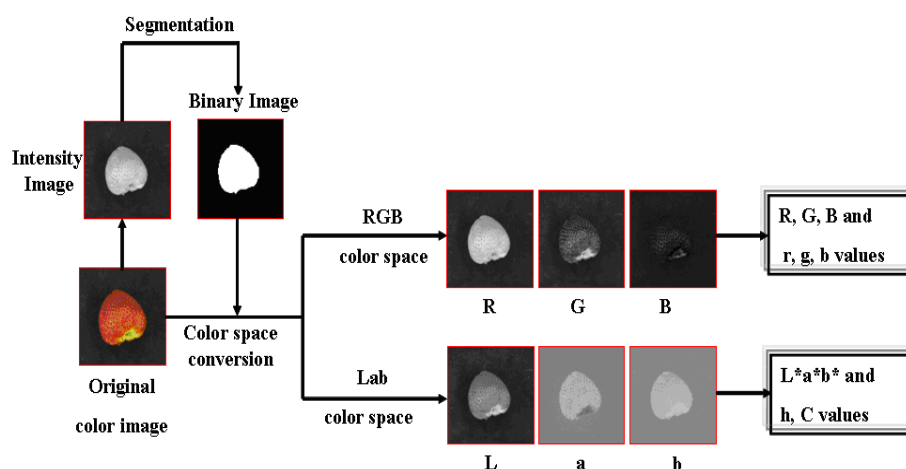 Segmentation
Binary Image
Intensity
Image
RGB
color space
R, G, B and
r, g, b values
R
G
B
Color space
conversion
Original
color image
Lab
color space
L*a*b* and
h, C values
L
a
b